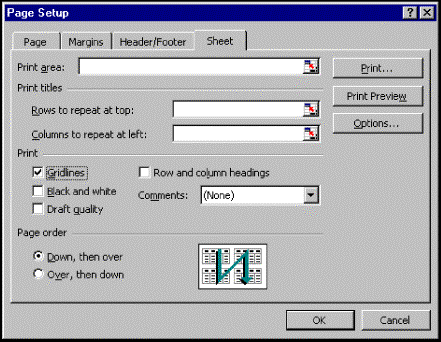 Page Setup
Page Margins Header/Footer Sheet
Print area: Print...
Print titles
Print Preview
Rows to repeat at top:
Columns to repeat at left: Options...
Print
Gridlines Row and column headings
Black and white Comments: (None)
Draft quality
Page order
Down, then over
Over, then down
OK Cancel